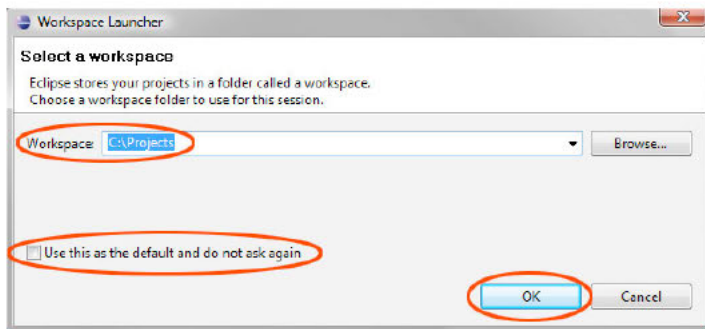 Workspace Launcher
Select a workspace
Eclipse stores your projects in a folder called a workspace.
Choose a workspace folder to use for this session.
Workspace: C:\Projects Browse...
Use this as the default and do not ask again
OK Cancel